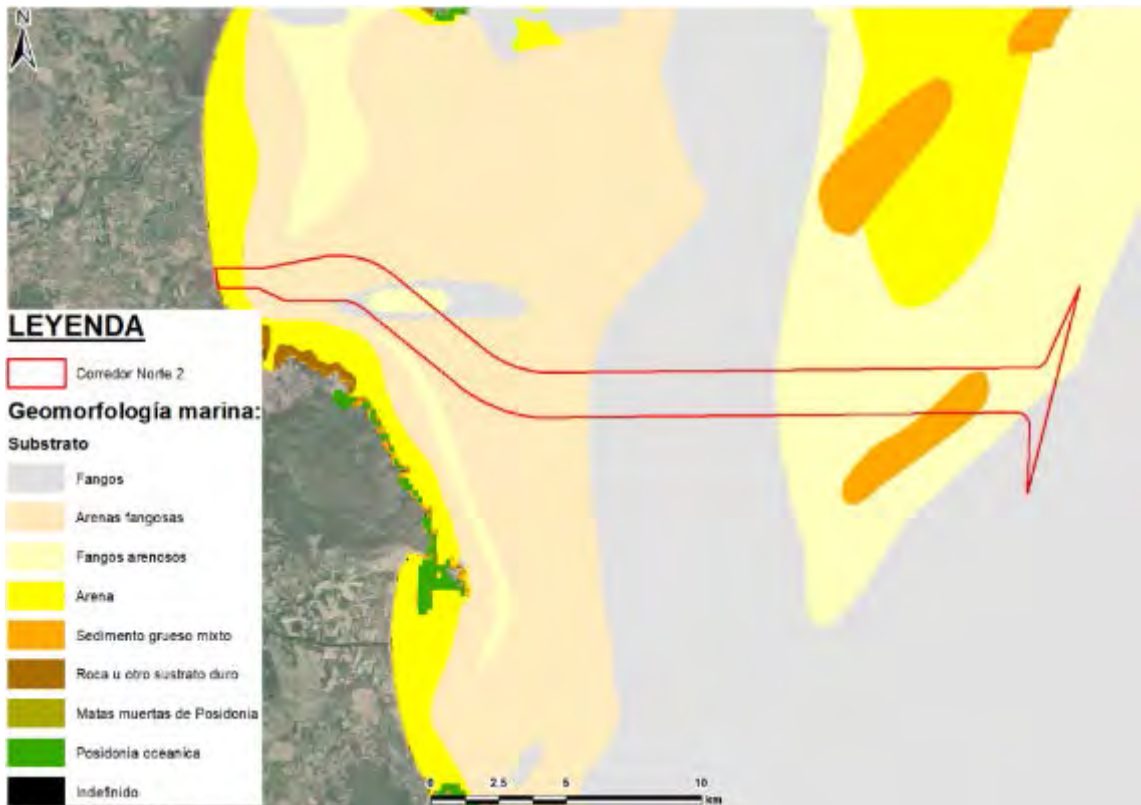 N
LEYENDA
Corredor Norte 2
Geomorfología marina:
Substrato
Fangos
Arenas fangosas
Fangos arenosos
Arena
Sedimento grueso mixto
Roca u otro sustrato duro
Matas muertas de Posidonia
Posidonia oceanica
Indefinido
0 2.5 5 10
km